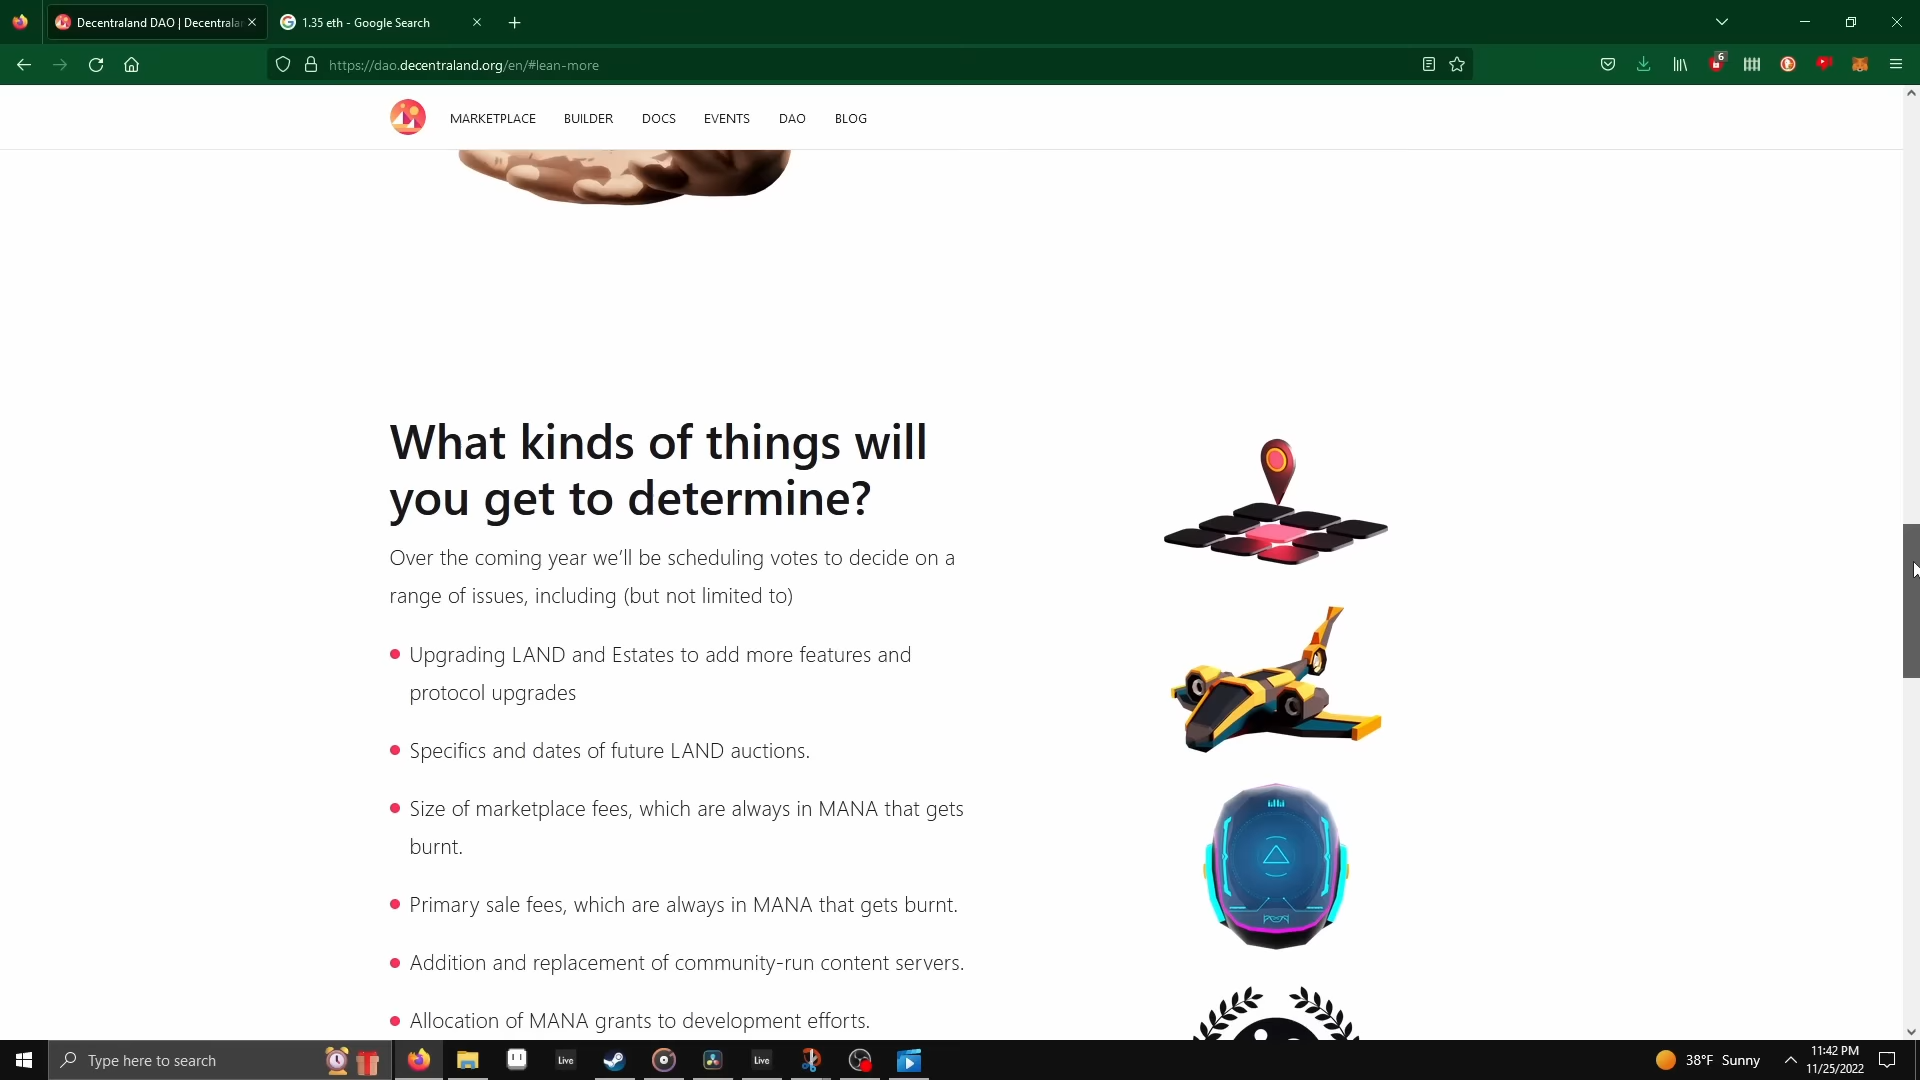 Decentraland DAO | Decentralan
1.35 eth - Google Search
https://dao.decentraland.org/en/#lean-more
6
MARKETPLACE BUILDER DOCS EVENTS DAO BLOG
What kinds of things will
you get to determine?
Over the coming year we’ll be scheduling votes to decide on a
range of issues, including (but not limited to)
Upgrading LAND and Estates to add more features and
protocol upgrades
Specifics and dates of future LAND auctions.
Size of marketplace fees, which are always in MANA that gets
burnt.
Primary sale fees, which are always in MANA that gets burnt.
Addition and replacement of community-run content servers.
Allocation of MANA grants to development efforts.
Type here to search
Live
Live
38°F Sunny
11:42 PM
11/25/2022